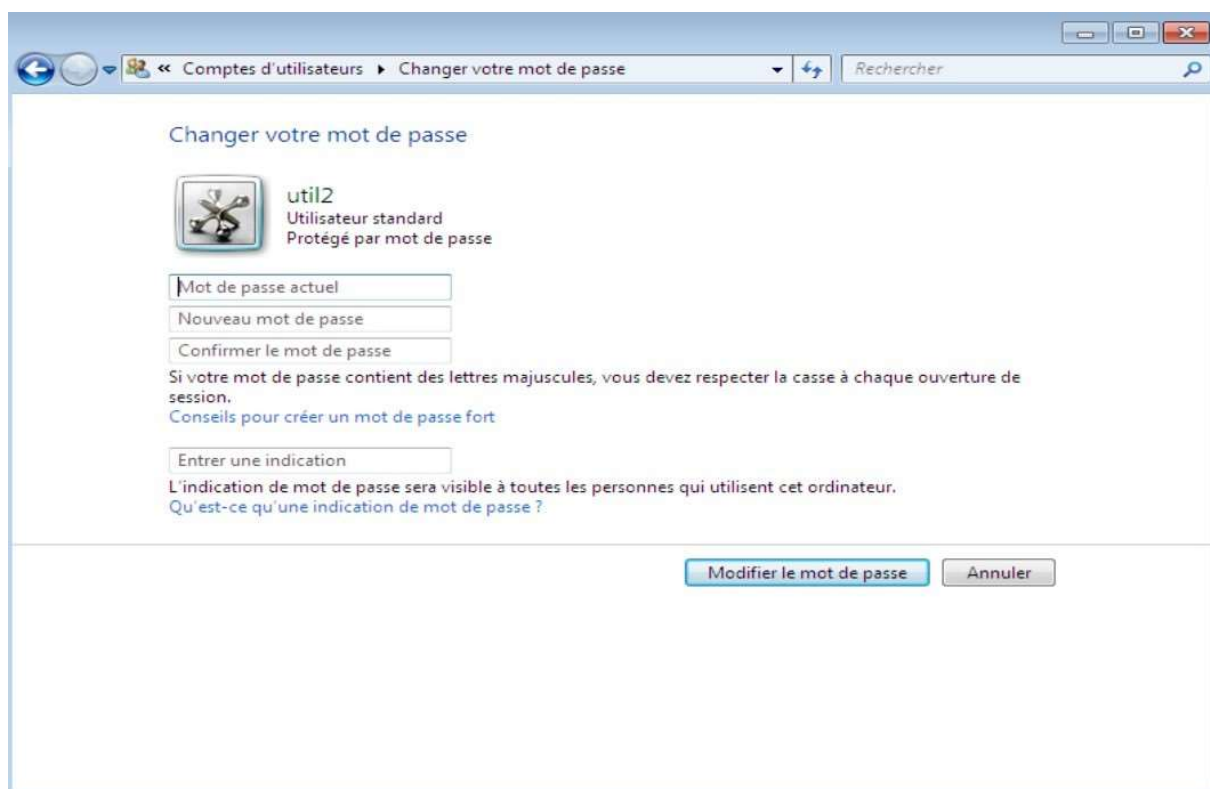 « Comptes d'utilisateurs ▸ Changer votre mot de passe
Rechercher
Changer votre mot de passe
util2
Utilisateur standard
Protégé par mot de passe
Mot de passe actuel
Nouveau mot de passe
Confirmer le mot de passe
Si votre mot de passe contient des lettres majuscules, vous devez respecter la casse à chaque ouverture de
session.
Conseils pour créer un mot de passe fort
Entrer une indication
L'indication de mot de passe sera visible à toutes les personnes qui utilisent cet ordinateur.
Qu'est-ce qu'une indication de mot de passe ?
Modifier le mot de passe
Annuler